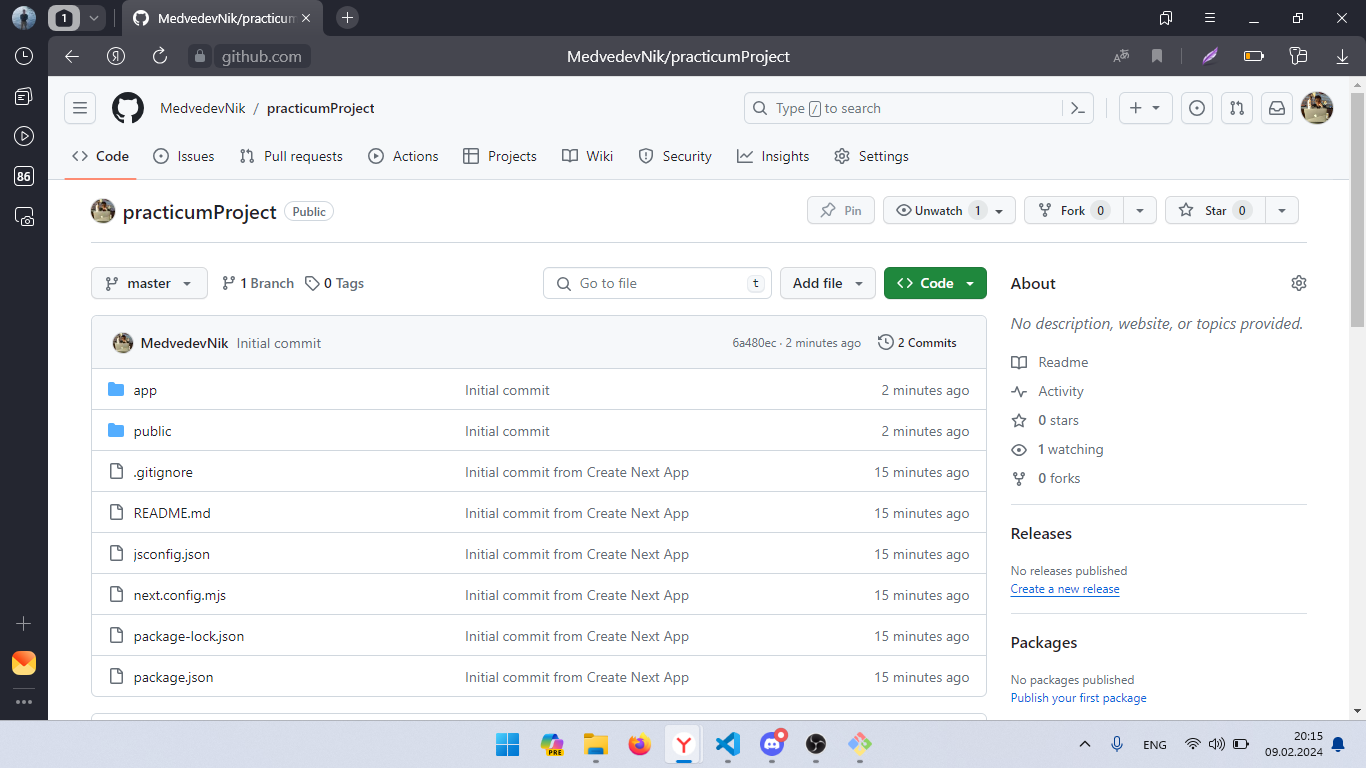 1
MedvedevNik/practicum
Я
github.com
MedvedevNik/practicumProject
86
MedvedevNik / practicumProject
Type / to search
Code
Issues
Pull requests
Actions
Projects
Wiki
Security
Insights
Settings
practicumProject
Public
Pin
Unwatch 1
Fork 0
Star 0
master
1 Branch
0 Tags
Go to file
t
Add file
Code
MedvedevNik Initial commit
6a480ec · 2 minutes ago
2 Commits
app Initial commit 2 minutes ago
public Initial commit 2 minutes ago
.gitignore Initial commit from Create Next App 15 minutes ago
README.md Initial commit from Create Next App 15 minutes ago
jsconfig.json Initial commit from Create Next App 15 minutes ago
next.config.mjs Initial commit from Create Next App 15 minutes ago
package-lock.json Initial commit from Create Next App 15 minutes ago
package.json Initial commit from Create Next App 15 minutes ago
About
No description, website, or topics provided.
Readme
Activity
0 stars
1 watching
0 forks
Releases
No releases published
Create a new release
Packages
No packages published
Publish your first package
PRE
Y
ENG
20:15
09.02.2024